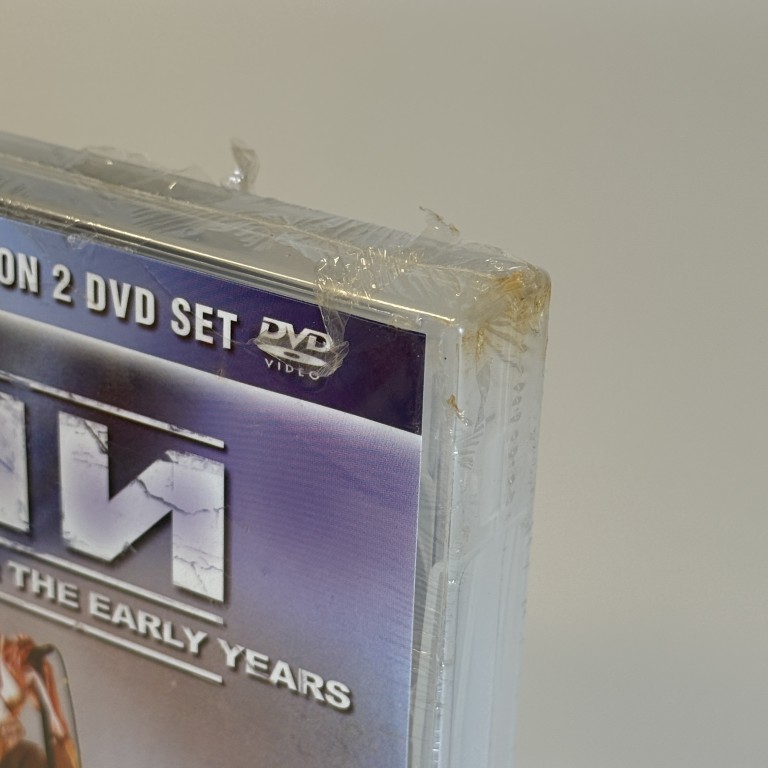 ON 2 DVD SET DVD
VIDEO
THE EARLY YEARS